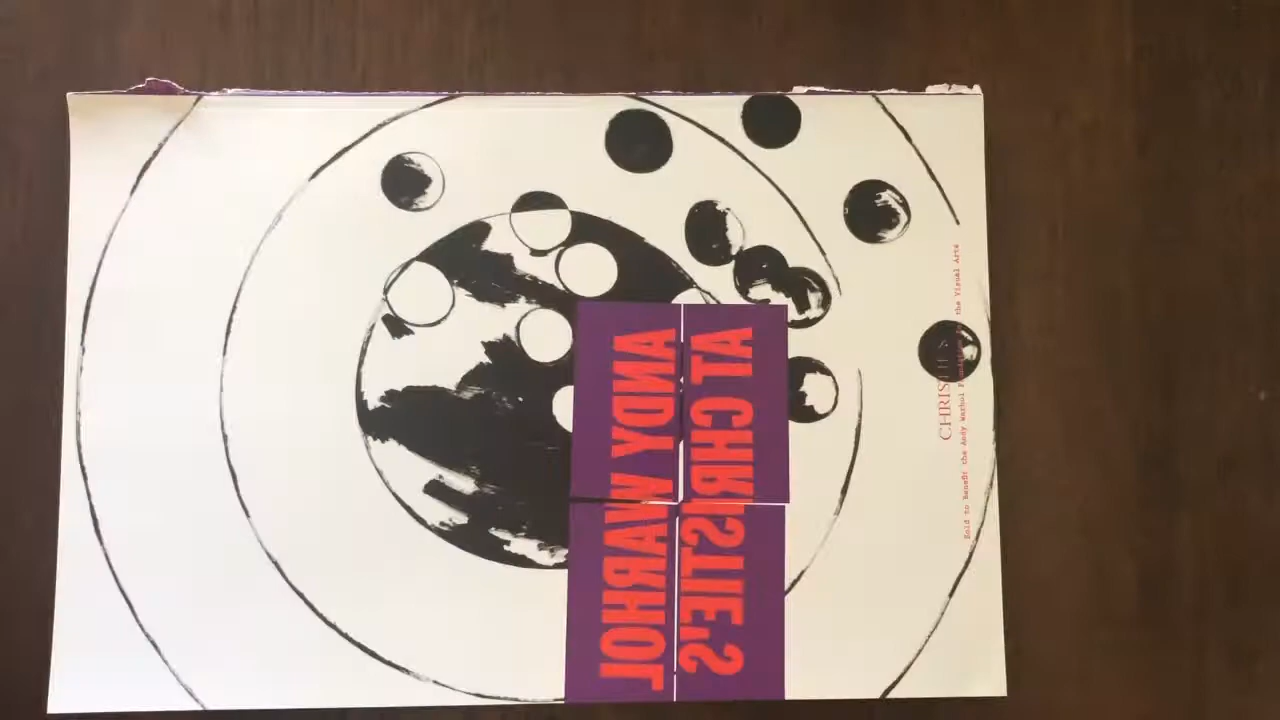 ANDY WARHOL
AT CHRISTIE'S
CHRISTIE'S
Sold to Benefit the Andy Warhol Foundation for the Visual Arts